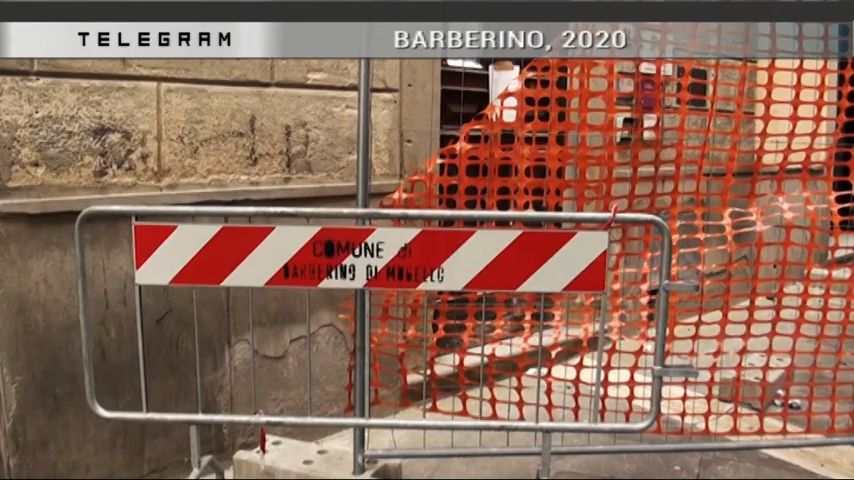 TELEGRAM
BARBERINO, 2020
COMUNE di
BARBERINO DI MUGELLO